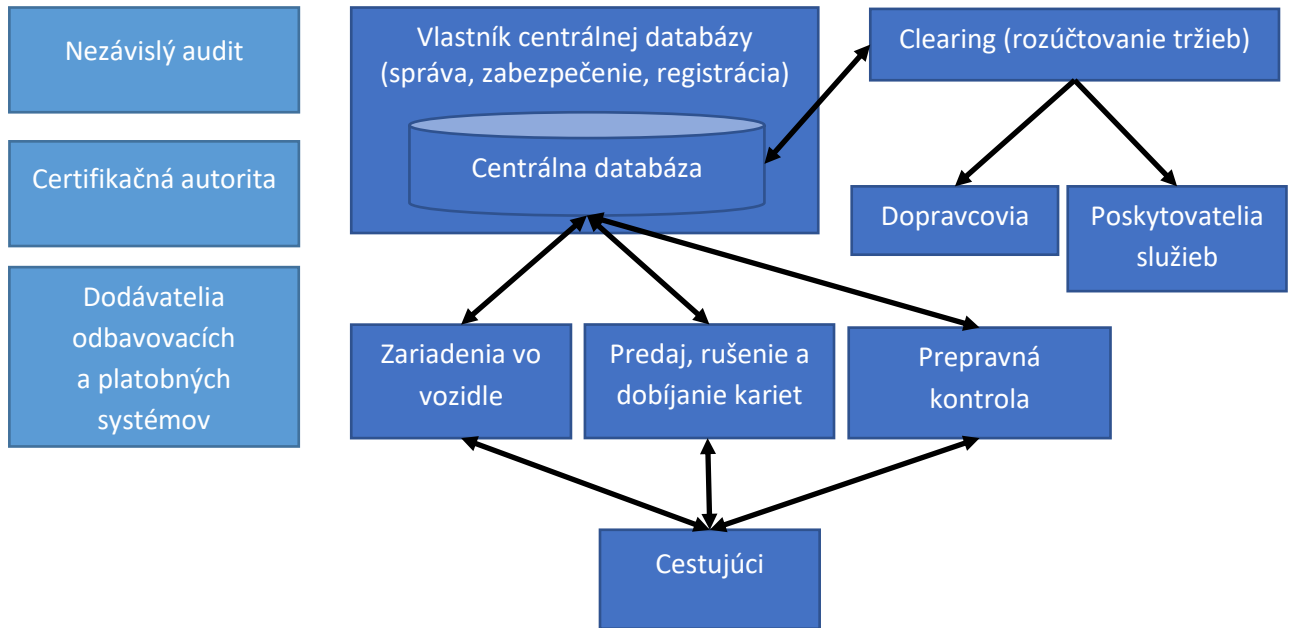 Nezávislý audit
Certifikačná autorita
Dodávatelia
odbavovacích
a platobných
systémov
Vlastník centrálnej databázy
(správa, zabezpečenie, registrácia)
Centrálna databáza
Clearing (rozúčtovanie tržieb)
Dopravcovia
Poskytovatelia
služieb
Zariadenia vo
vozidle
Predaj, rušenie a
dobíjanie kariet
Prepravná
kontrola
Cestujúci